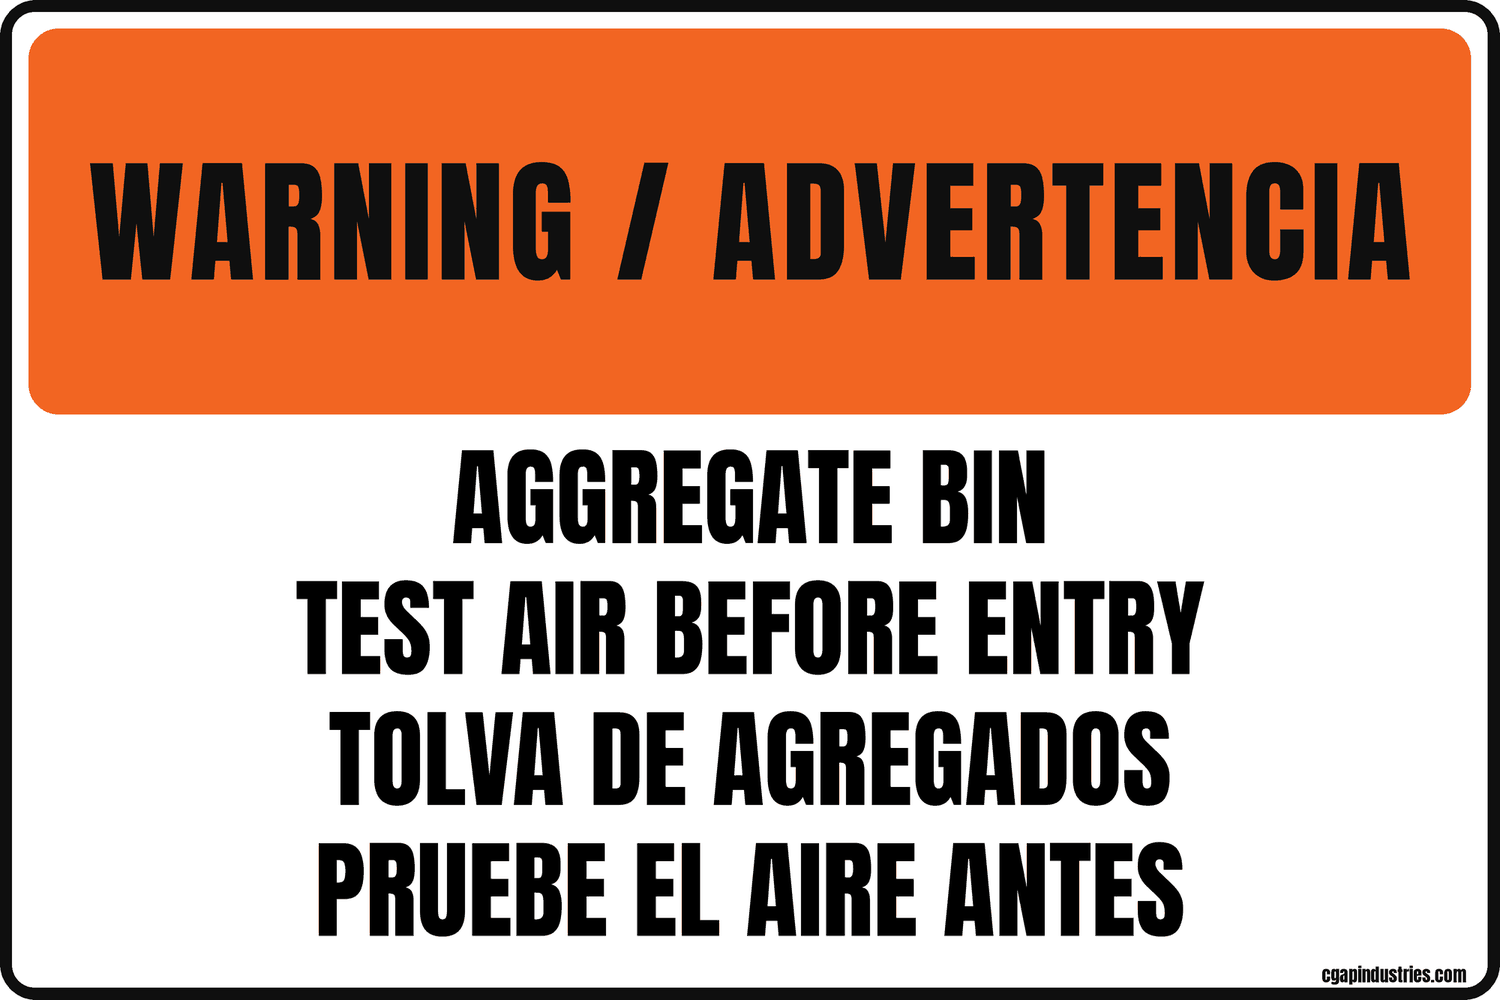 WARNING / ADVERTENCIA
AGGREGATE BIN
TEST AIR BEFORE ENTRY
TOLVA DE AGREGADOS
PRUEBE EL AIRE ANTES
cgapindustries.com